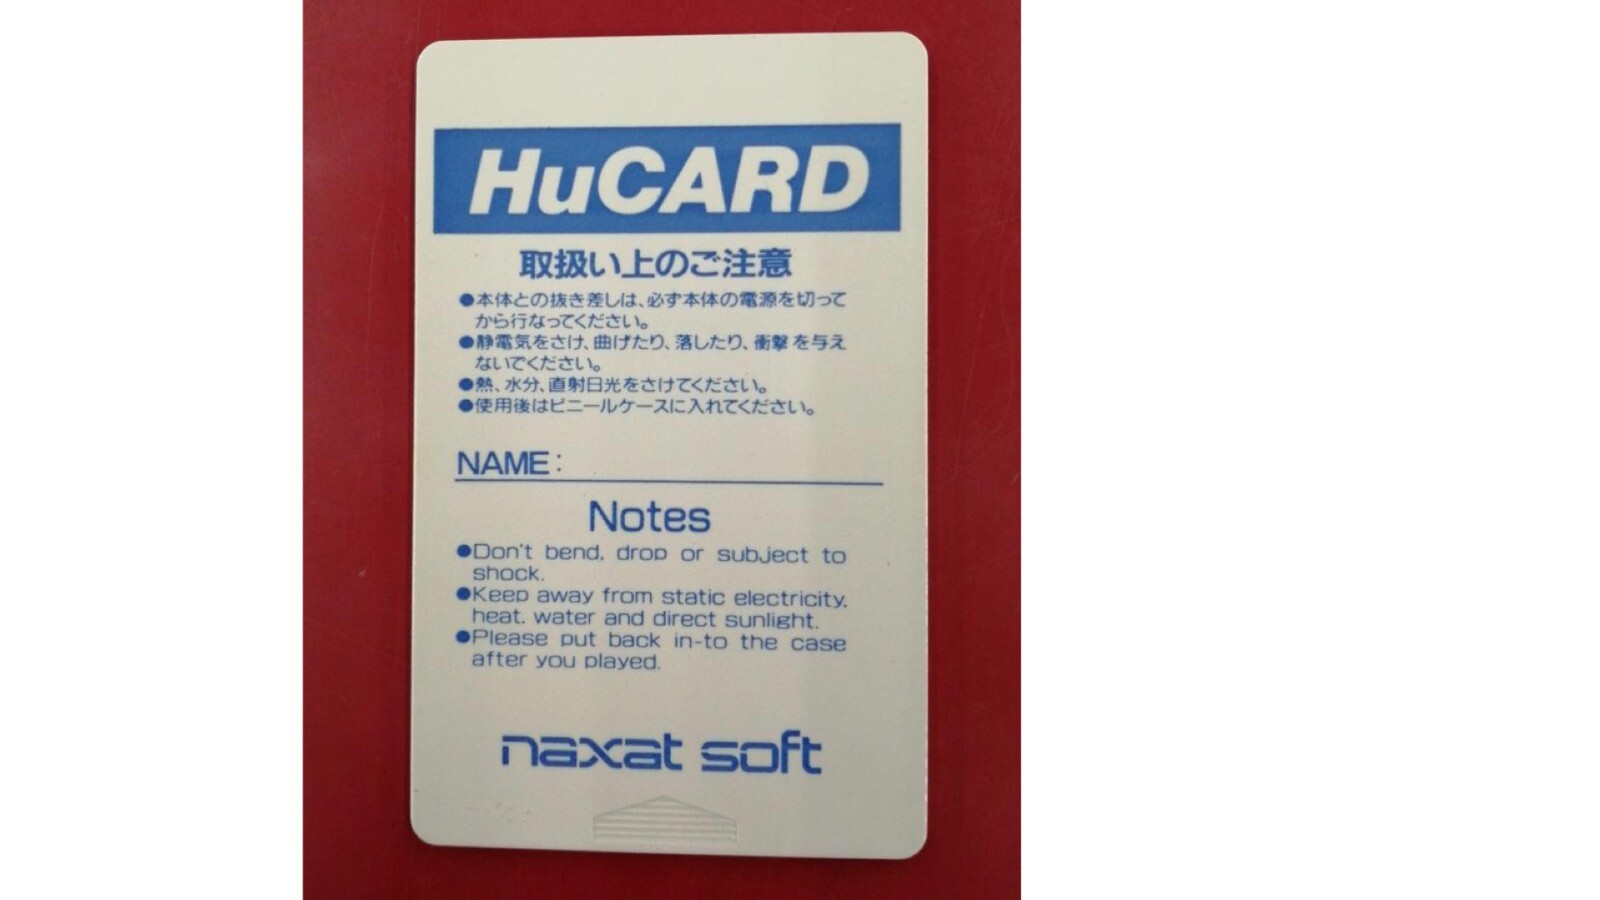 HuCARD
取扱い上のご注意
●本体との抜き差しは、必ず本体の電源を切って
から行なってください。
●静電気をさけ、曲げたり、落したり、衝撃を与え
ないでください。
●熱、水分、直射日光をさけてください。
●使用後はビニールケースに入れてください。
NAME:
Notes
●Don't bend, drop or subject to
shock.
●Keep away from static electricity,
heat, water and direct sunlight.
●Please put back in-to the case
after you played.
naxat soft